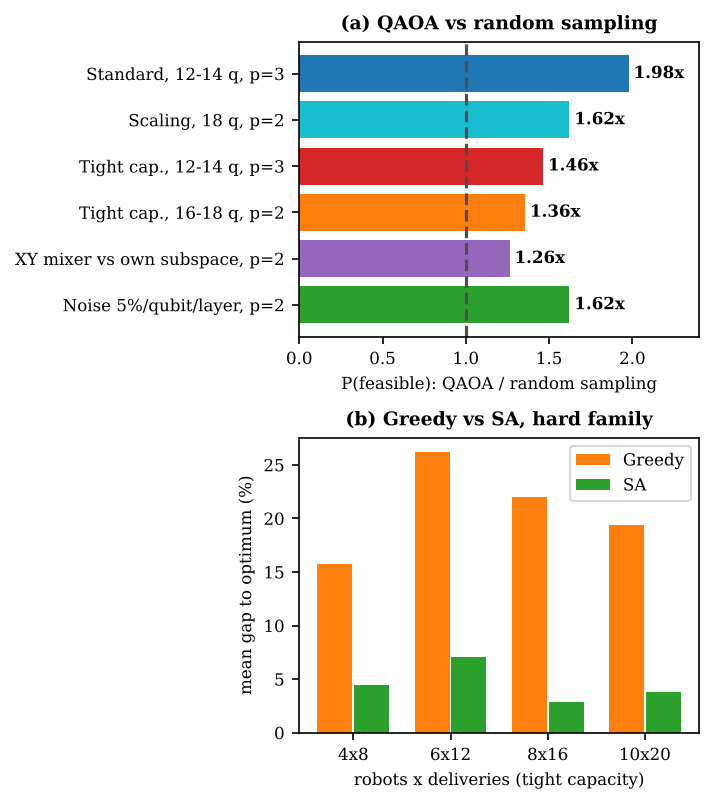 (a) QAOA vs random sampling
Standard, 12-14 q, p=3
1.98x
Scaling, 18 q, p=2
1.62x
Tight cap., 12-14 q, p=3
1.46x
Tight cap., 16-18 q, p=2
1.36x
XY mixer vs own subspace, p=2
1.26x
Noise 5%/qubit/layer, p=2
1.62x
0.0 0.5 1.0 1.5 2.0
P(feasible): QAOA / random sampling
(b) Greedy vs SA, hard family
mean gap to optimum (%)
25
20
15
10
5
0
Greedy
SA
4x8 6x12 8x16 10x20
robots x deliveries (tight capacity)